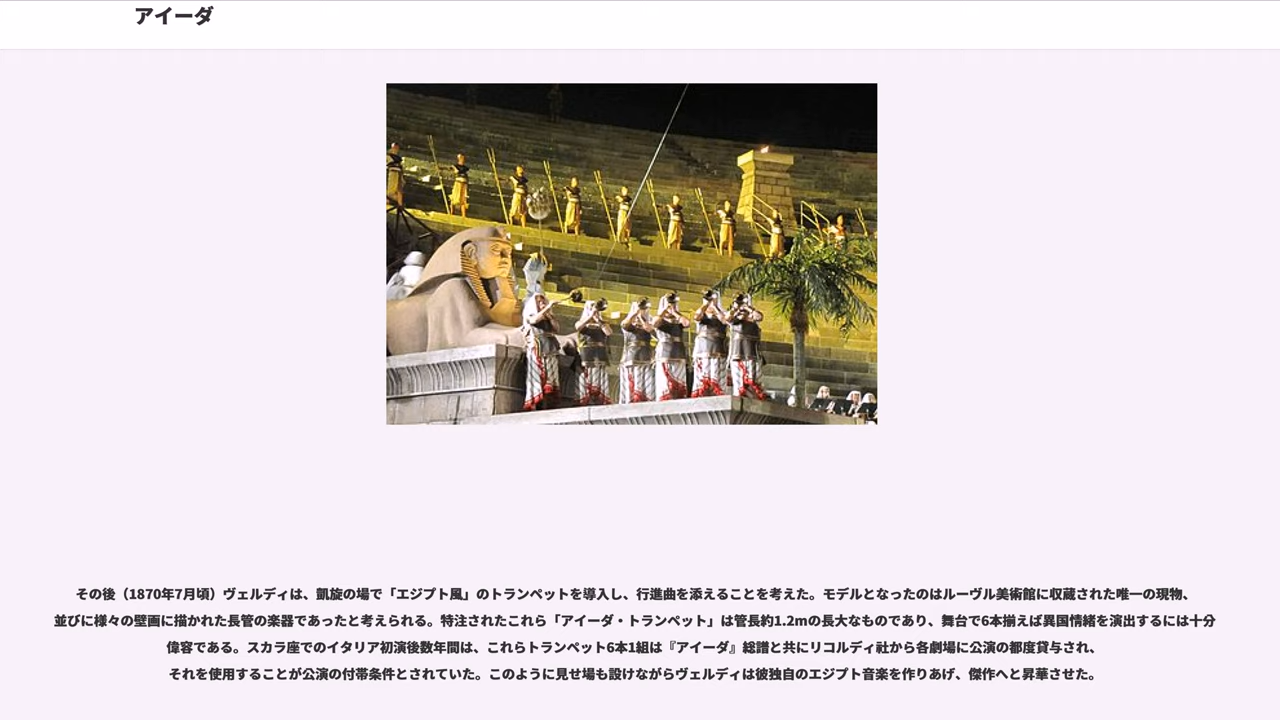 アイーダ
その後（1870年7月頃）ヴェルディは、凱旋の場で「エジプト風」のトランペットを導入し、行進曲を添えることを考えた。モデルとなったのはルーヴル美術館に収蔵された唯一の現物、
並びに様々の壁画に描かれた長管の楽器であったと考えられる。特注されたこれら「アイーダ・トランペット」は管長約1.2mの長大なものであり、舞台で6本揃えば異国情緒を演出するには十分
偉容である。スカラ座でのイタリア初演後数年間は、これらトランペット6本1組は『アイーダ』総譜と共にリコルディ社から各劇場に公演の都度貸与され、
それを使用することが公演の付帯条件とされていた。このように見せ場も設けながらヴェルディは彼独自のエジプト音楽を作りあげ、傑作へと昇華させた。